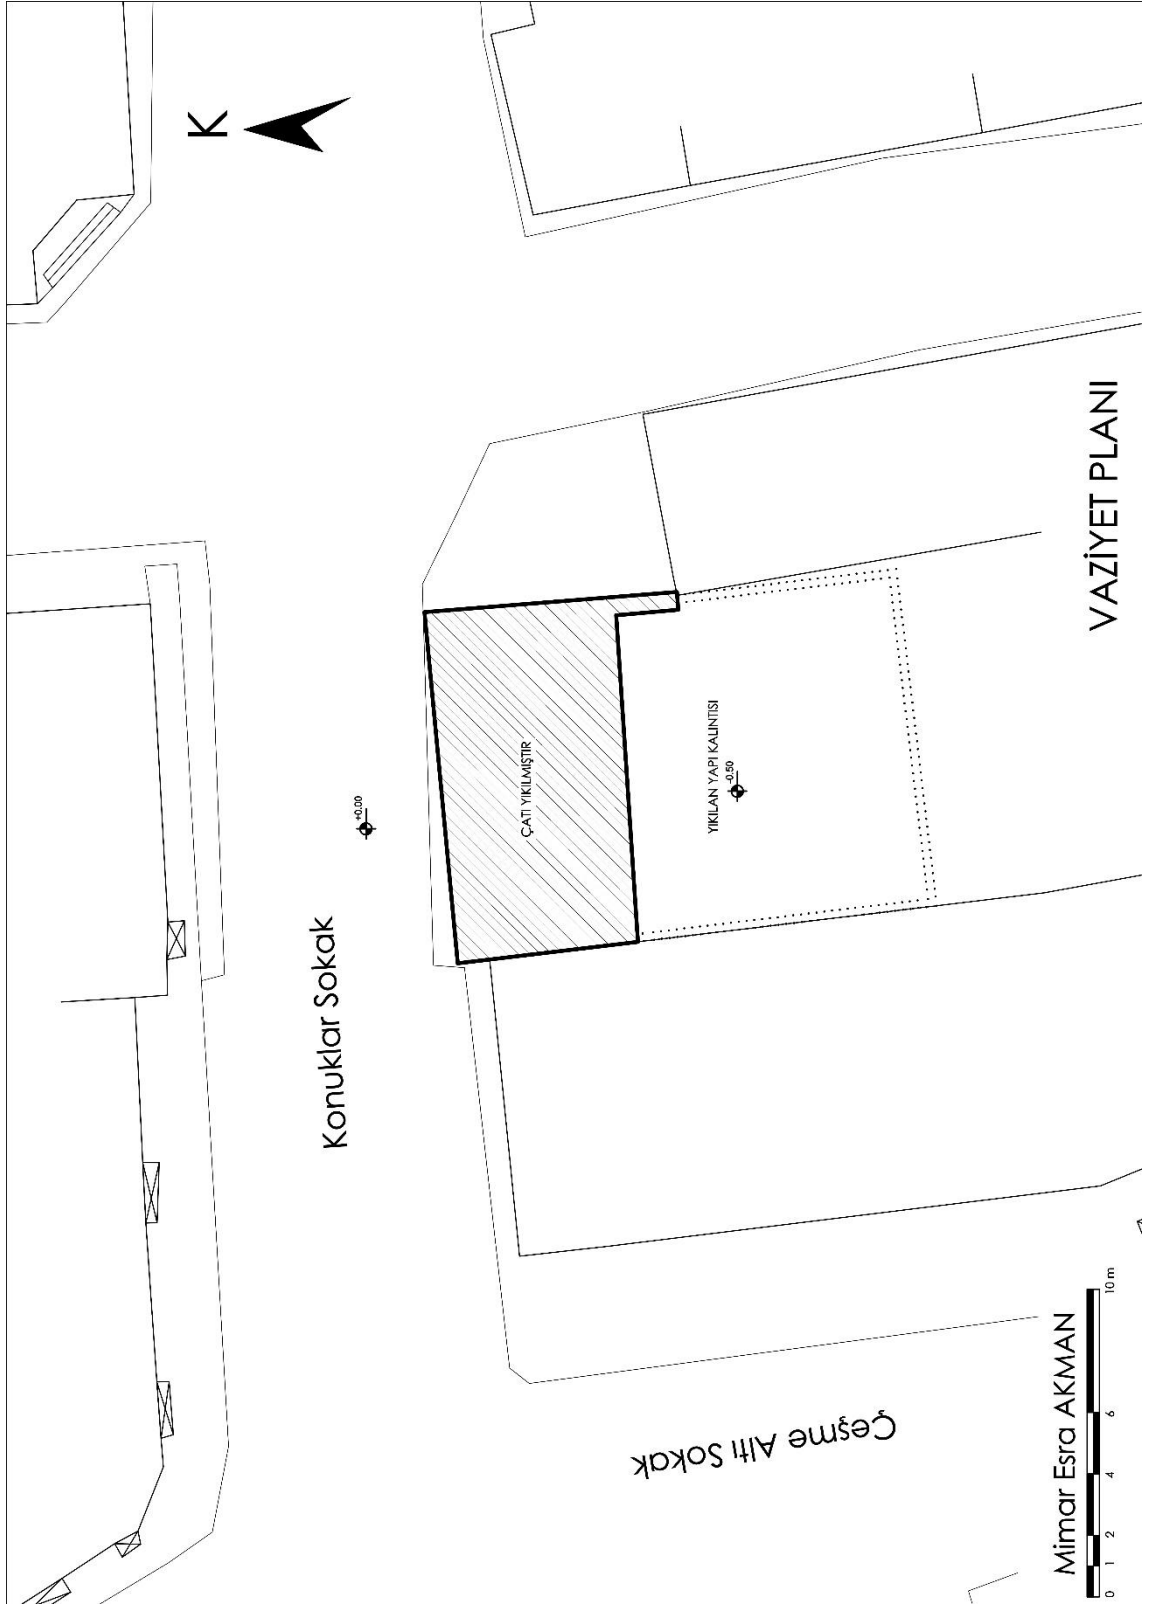 K
Konuklar Sokak
+0.00
ÇATI YIKILMIŞTIR
YIKILAN YAPI KALINTISI
-0.50
Çeşme Altı Sokak
VAZİYET PLANI
Mimar Esra AKMAN
0 1 2 4 6 10 m